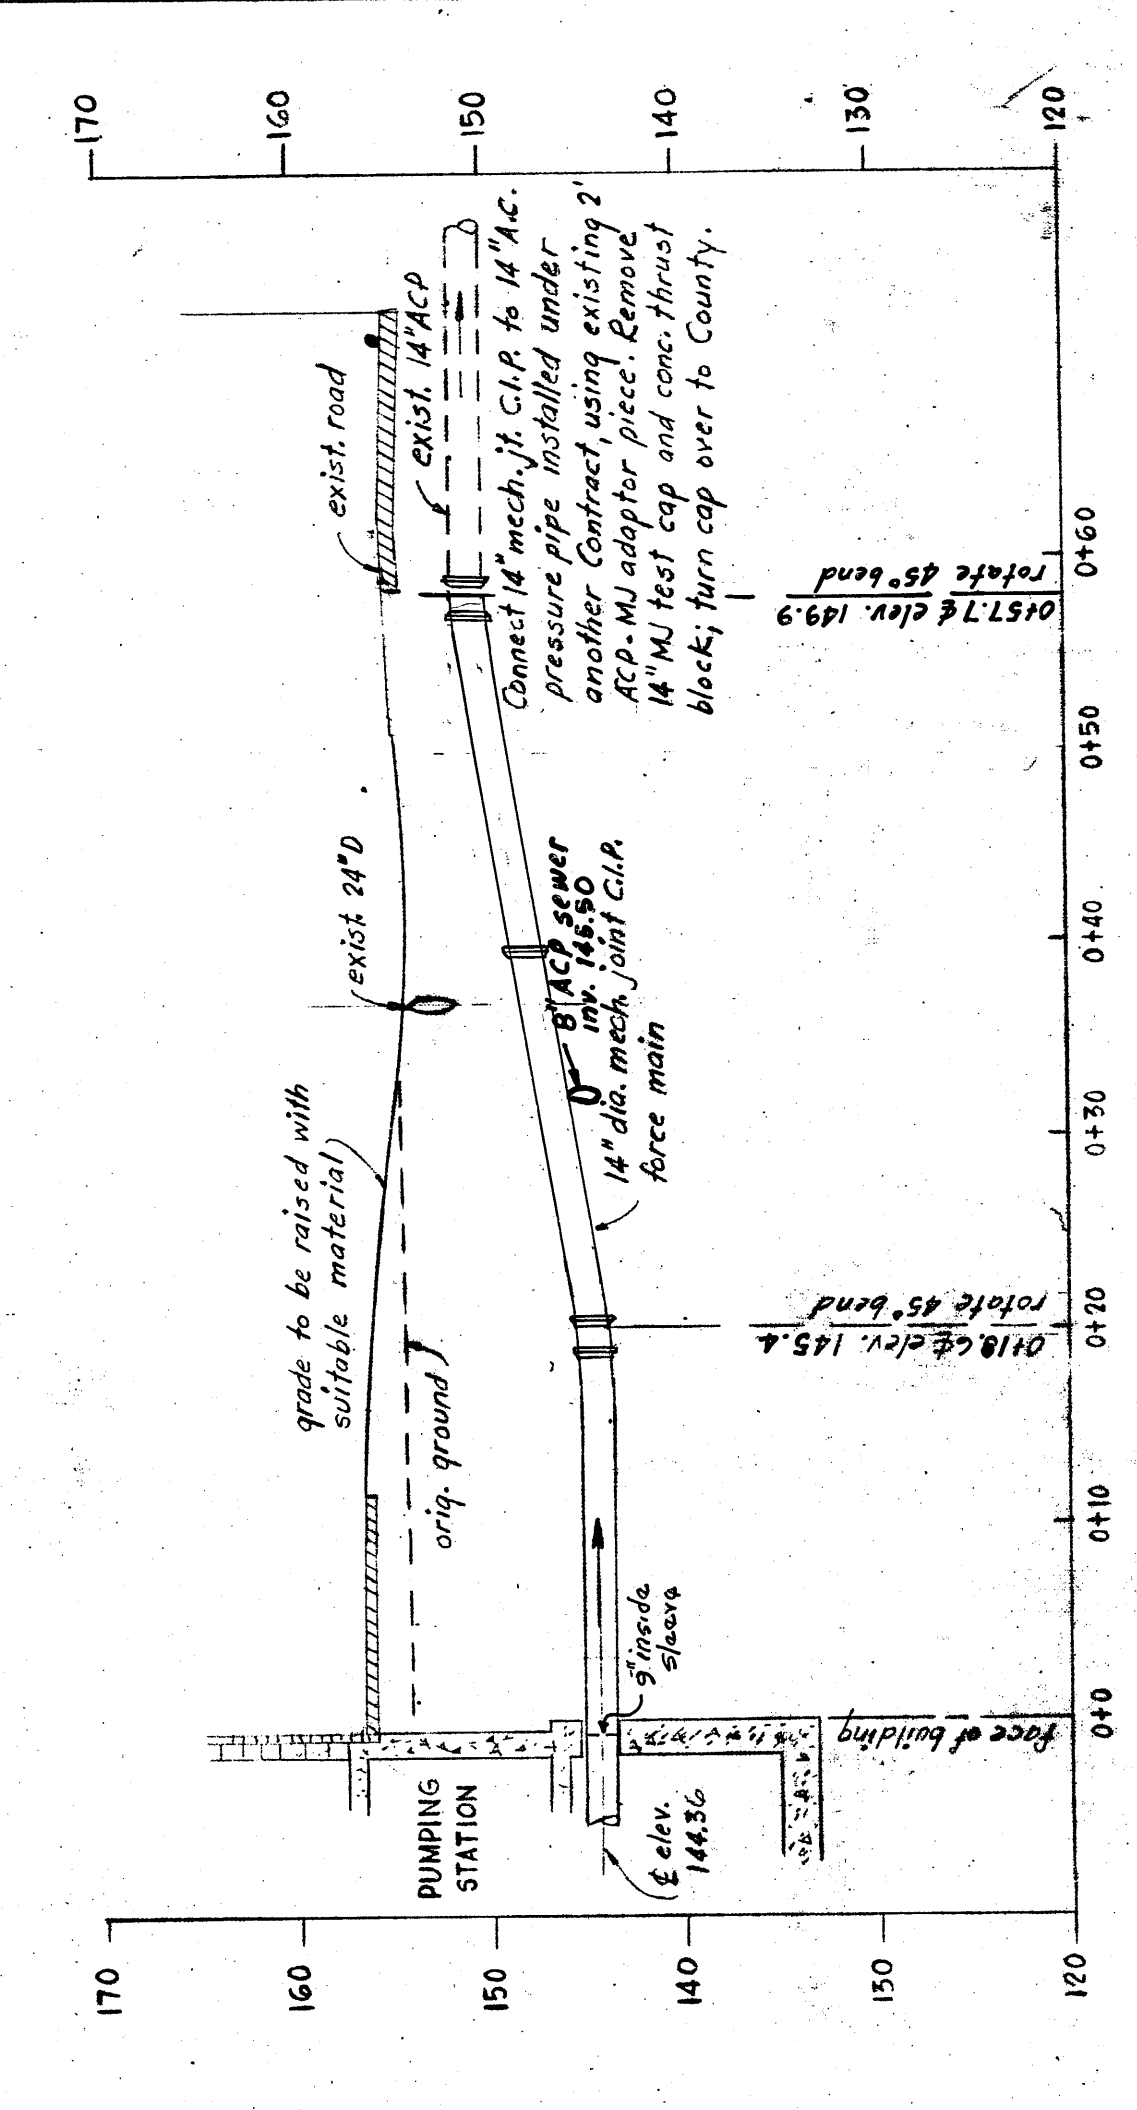 170
160
150
140
130
120
170
160
150
140
130
120
exist. road
exist. 14" ACP
Connect 14" mech. jt. C.I.P. to 14" A.C.
pressure pipe installed under
another Contract, using existing 2'
ACP-MJ adaptor piece. Remove
14" MJ test cap and conc. thrust
block; turn cap over to County.
exist. 24" D
grade to be raised with
suitable material
orig. ground
8" ACP sewer
inv. 145.50
14" dia. mech. joint C.I.P.
force main
9" inside
sleeve
PUMPING
STATION
℄ elev.
144.36
face of building
0+18.6 ℄ elev. 145.4
rotate 45° bend
0+57.7 ℄ elev. 149.9
rotate 45° bend
0+0
0+10
0+20
0+30
0+40
0+50
0+60